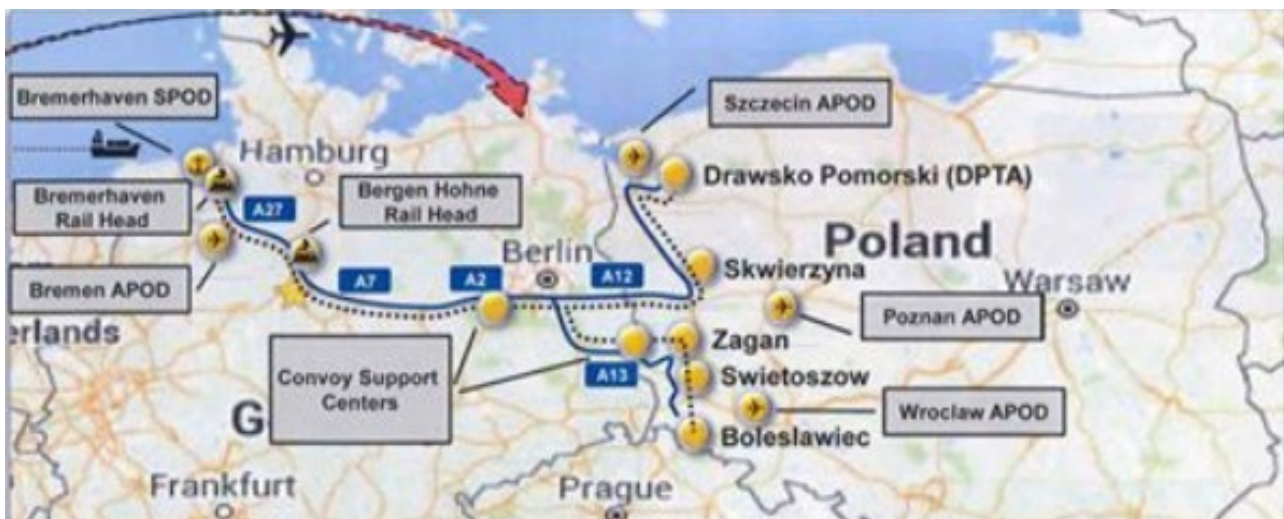 Bremerhaven SPOD
Szczecin APOD
Hamburg
Drawsko Pomorski (DPTA)
Bremerhaven
Rail Head
Bergen Hohne
Rail Head
A27
Poland
Berlin
Skwierzyna
Warsaw
Bremen APOD
A7
A2
A12
Poznan APOD
erlands
Zagan
Convoy Support
Centers
A13
Swietoszow
G
Wroclaw APOD
Boleslawiec
Frankfurt
Prague